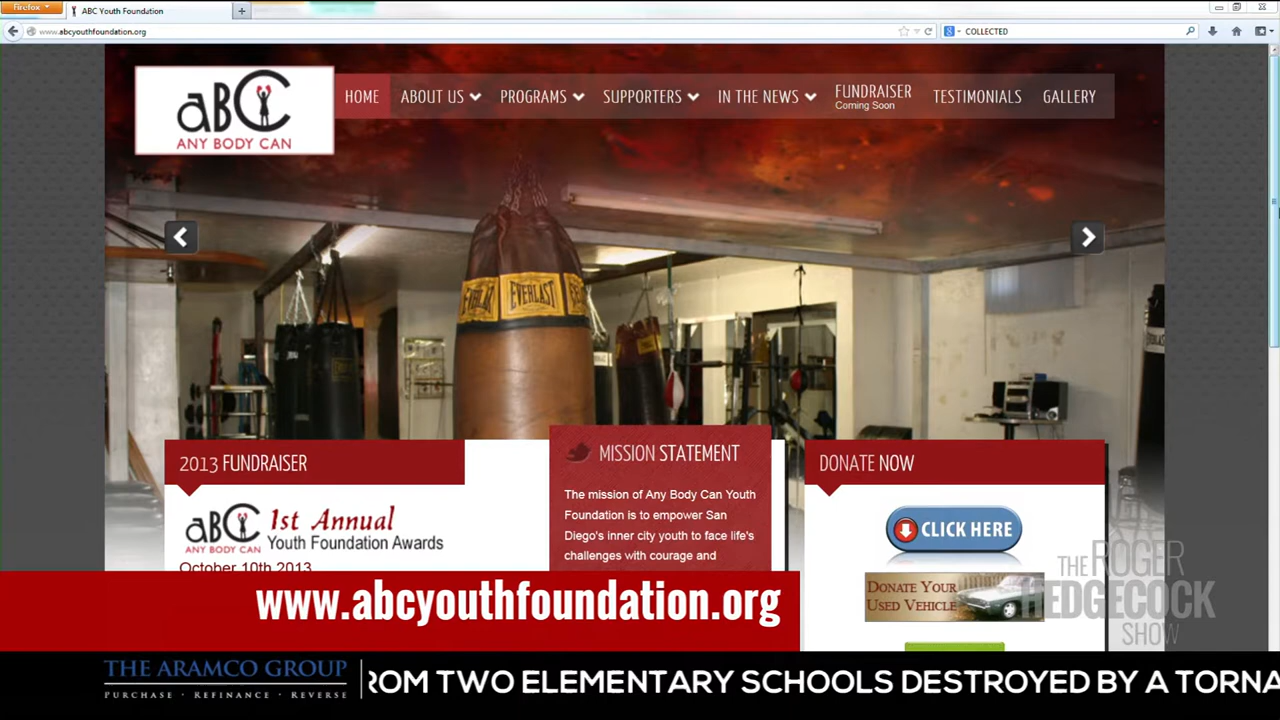 Firefox
ABC Youth Foundation
www.abcyouthfoundation.org
COLLECTED
aBC
ANY BODY CAN
HOME
ABOUT US
PROGRAMS
SUPPORTERS
IN THE NEWS
FUNDRAISER
Coming Soon
TESTIMONIALS
GALLERY
EVERLAST
2013 FUNDRAISER
aBC
ANY BODY CAN
1st Annual
Youth Foundation Awards
October 10th 2013
MISSION STATEMENT
The mission of Any Body Can Youth
Foundation is to empower San
Diego's inner city youth to face life's
challenges with courage and
DONATE NOW
CLICK HERE
DONATE YOUR
USED VEHICLE
THE ROGER
HEDGECOCK
SHOW
www.abcyouthfoundation.org
THE ARAMCO GROUP
PURCHASE · REFINANCE · REVERSE
ROM TWO ELEMENTARY SCHOOLS DESTROYED BY A TORNA